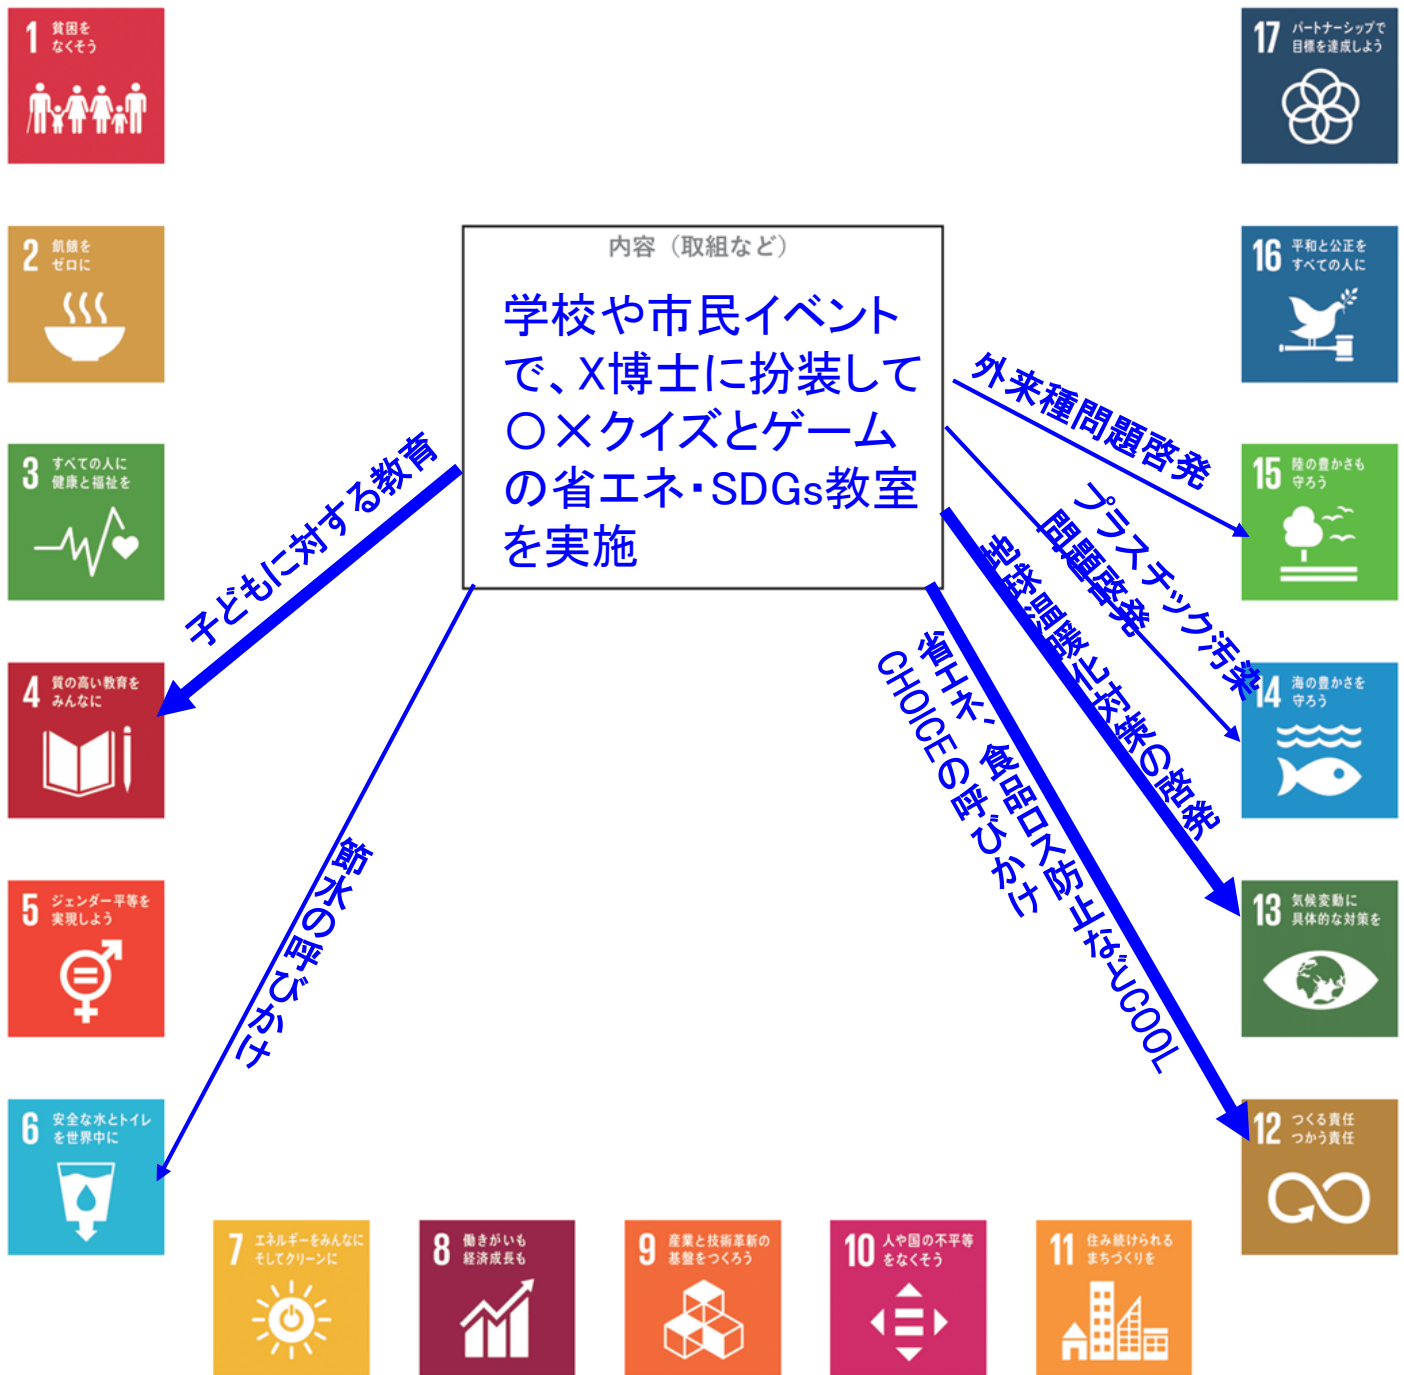 1 貧困を
なくそう
17 パートナーシップで
目標を達成しよう
2 飢餓を
ゼロに
内容（取組など）
学校や市民イベント
で、X博士に扮装して
○×クイズとゲーム
の省エネ・SDGs教室
を実施
16 平和と公正を
すべての人に
3 すべての人に
健康と福祉を
子どもに対する教育
外来種問題啓発
15 陸の豊かさも
守ろう
プラスチック汚染
問題啓発
地球温暖化対策の啓発
省エネ、食品ロス防止などCOOL
CHOICEの呼びかけ
4 質の高い教育を
みんなに
14 海の豊かさを
守ろう
節水の呼びかけ
5 ジェンダー平等を
実現しよう
13 気候変動に
具体的な対策を
6 安全な水とトイレ
を世界中に
12 つくる責任
つかう責任
7 エネルギーをみんなに
そしてクリーンに
8 働きがいも
経済成長も
9 産業と技術革新の
基盤をつくろう
10 人や国の不平等
をなくそう
11 住み続けられる
まちづくりを